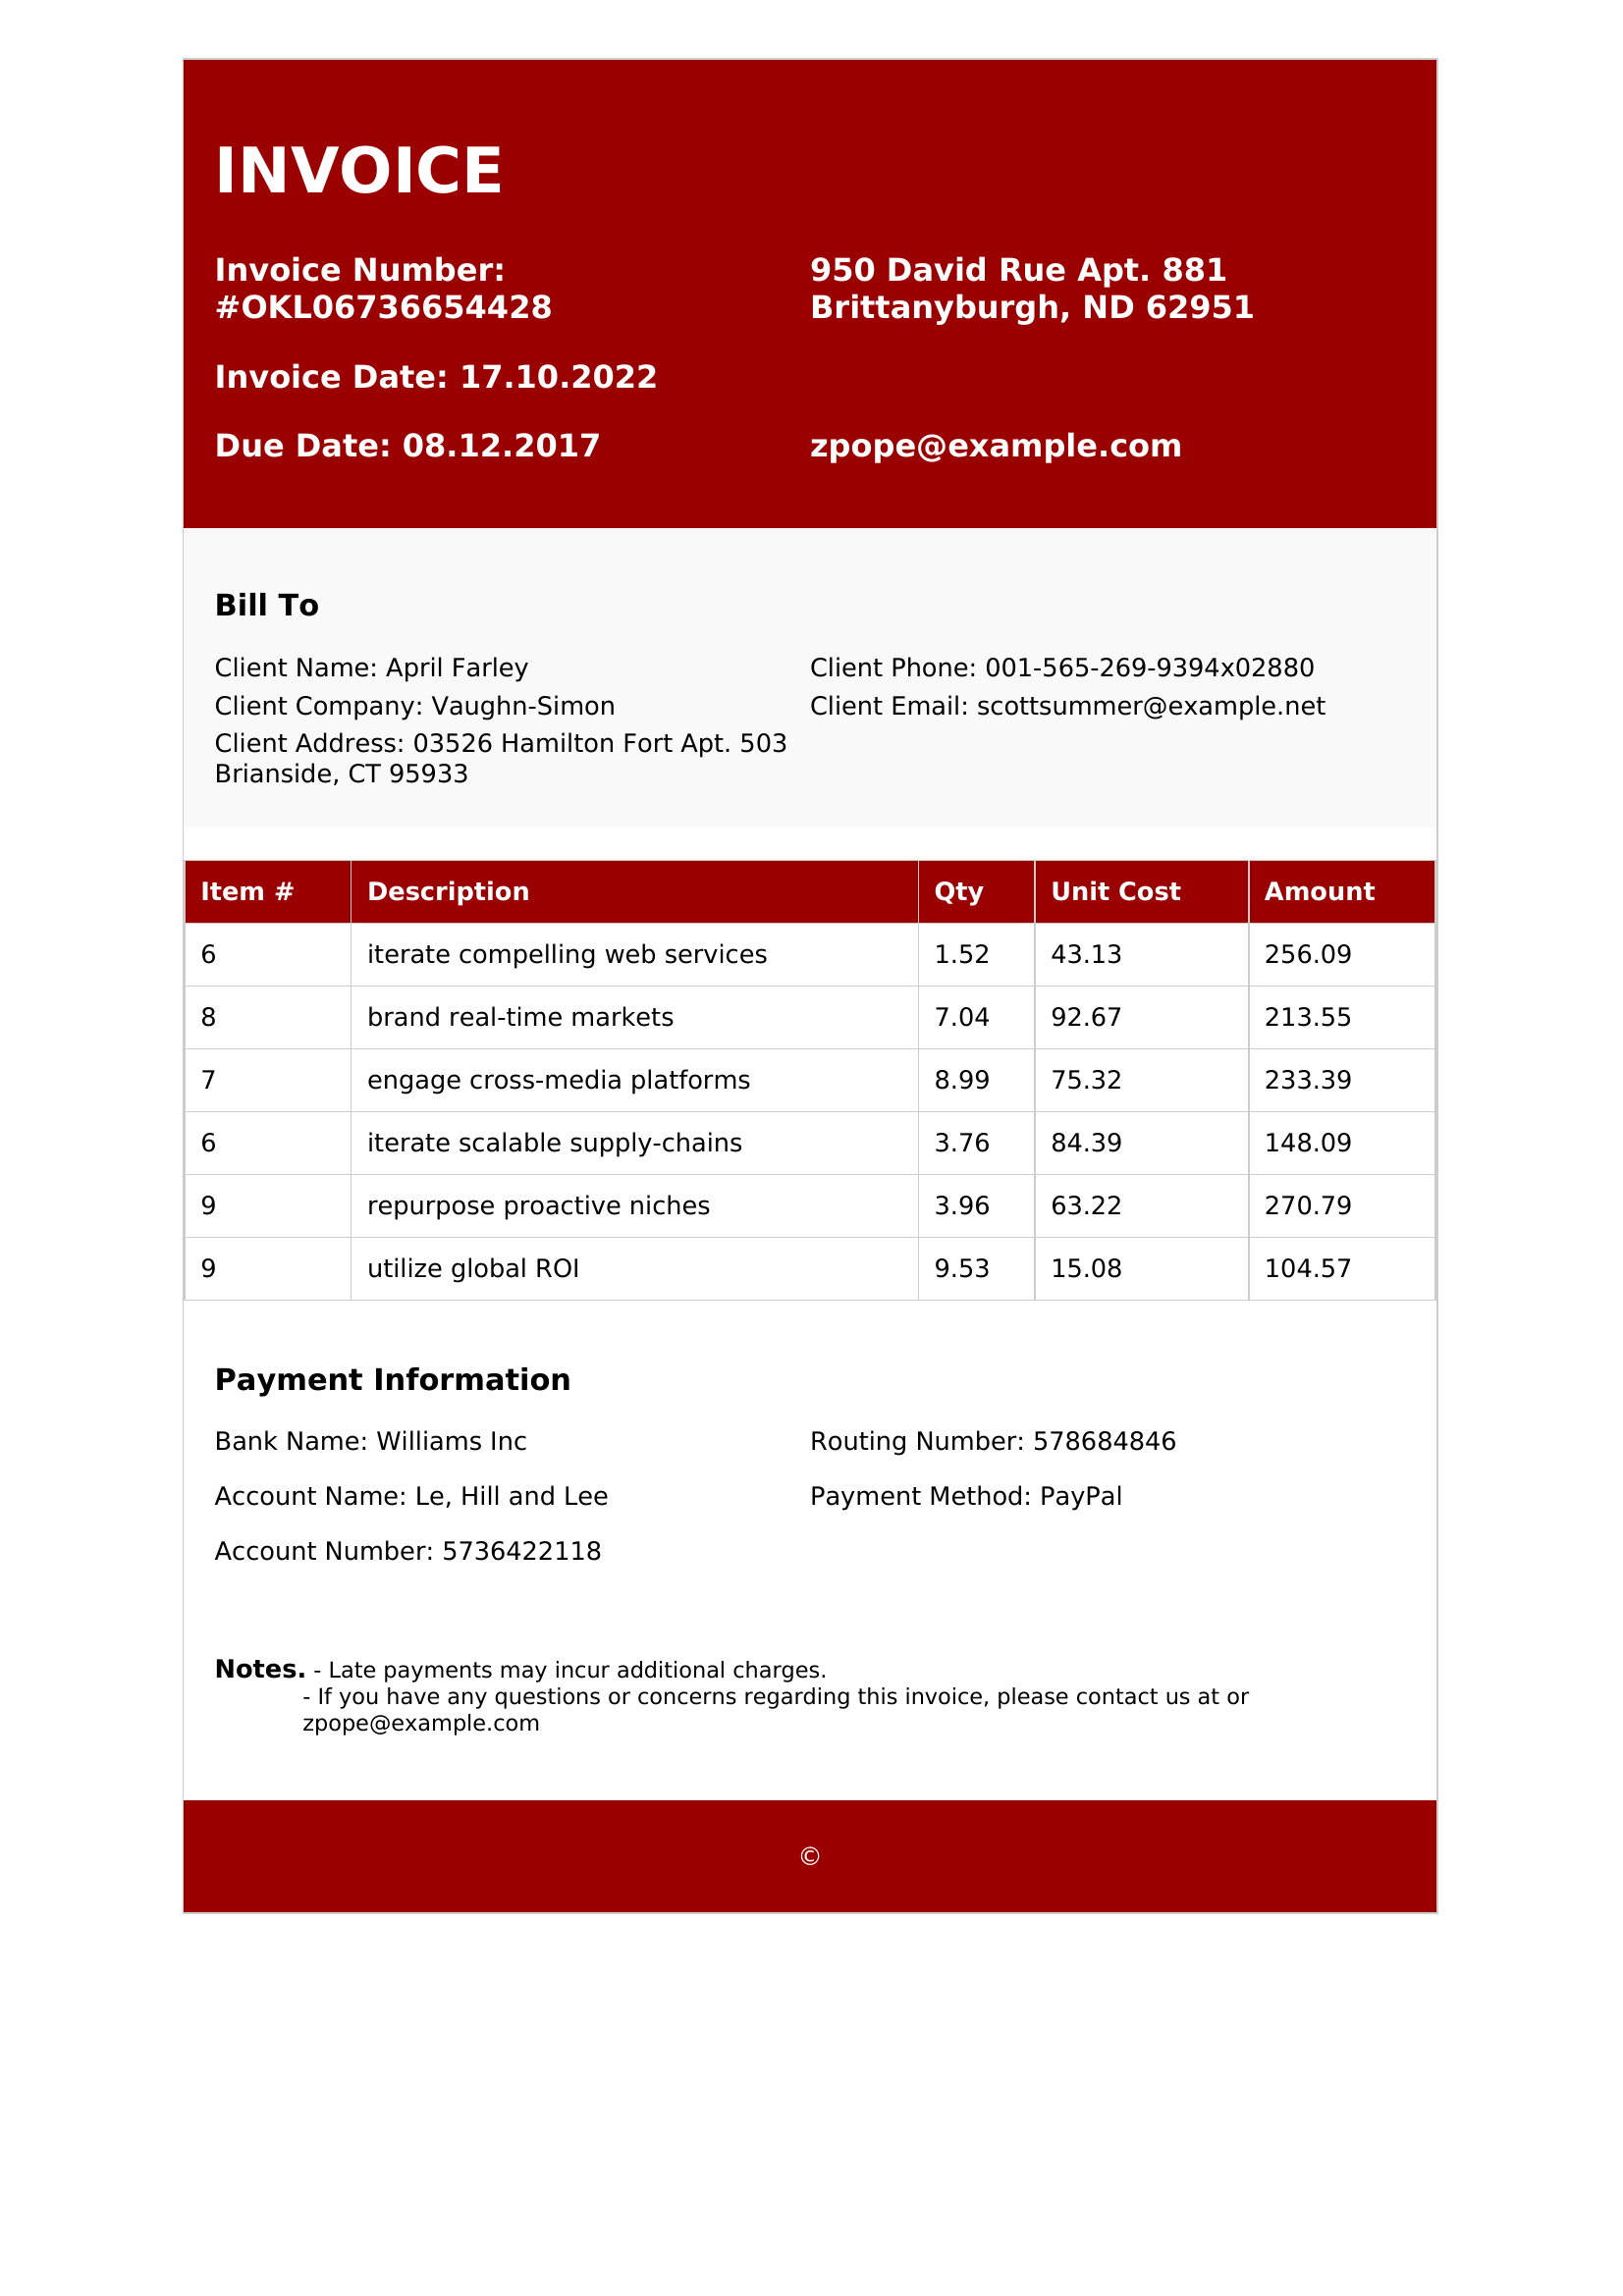 INVOICE
Invoice Number:
#OKL06736654428
950 David Rue Apt. 881
Brittanyburgh, ND 62951
Invoice Date: 17.10.2022
Due Date: 08.12.2017
zpope@example.com
Bill To
Client Name: April Farley
Client Phone: 001-565-269-9394x02880
Client Company: Vaughn-Simon
Client Email: scottsummer@example.net
Client Address: 03526 Hamilton Fort Apt. 503
Brianside, CT 95933
Item # Description Qty Unit Cost Amount
6 iterate compelling web services 1.52 43.13 256.09
8 brand real-time markets 7.04 92.67 213.55
7 engage cross-media platforms 8.99 75.32 233.39
6 iterate scalable supply-chains 3.76 84.39 148.09
9 repurpose proactive niches 3.96 63.22 270.79
9 utilize global ROI 9.53 15.08 104.57
Payment Information
Bank Name: Williams Inc
Routing Number: 578684846
Account Name: Le, Hill and Lee
Payment Method: PayPal
Account Number: 5736422118
Notes. - Late payments may incur additional charges.
- If you have any questions or concerns regarding this invoice, please contact us at or
zpope@example.com
©